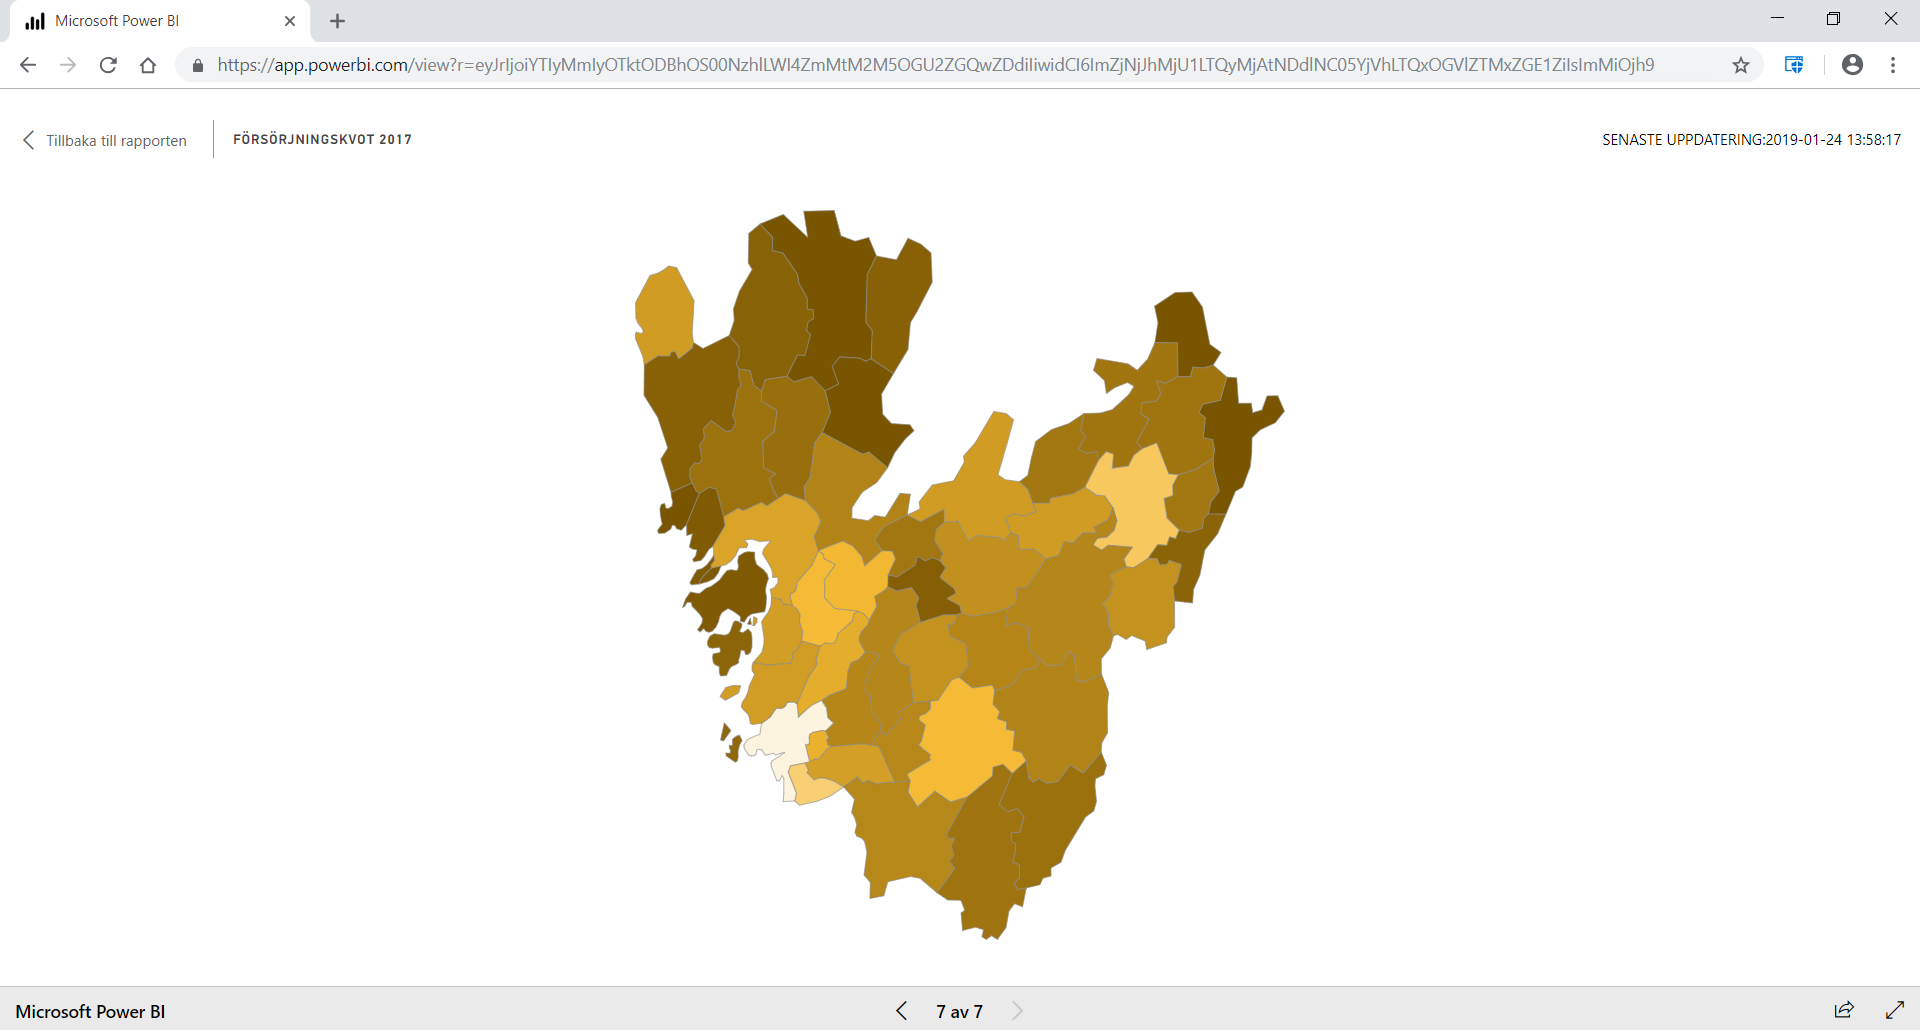 Microsoft Power BI
https://app.powerbi.com/view?r=eyJrIjoiYTIyMmIyOTktODBhOS00NzhlLWI4ZmMtM2M5OGU2ZGQwZDdiIiwidCI6ImZjNjJhMjU1LTQyMjAtNDdlNC05YjVhLTQxOGVlZTMxZGE1ZiIsImMiOjh9
Tillbaka till rapporten
FÖRSÖRJNINGSKVOT 2017
SENASTE UPPDATERING:2019-01-24 13:58:17
Microsoft Power BI
7 av 7